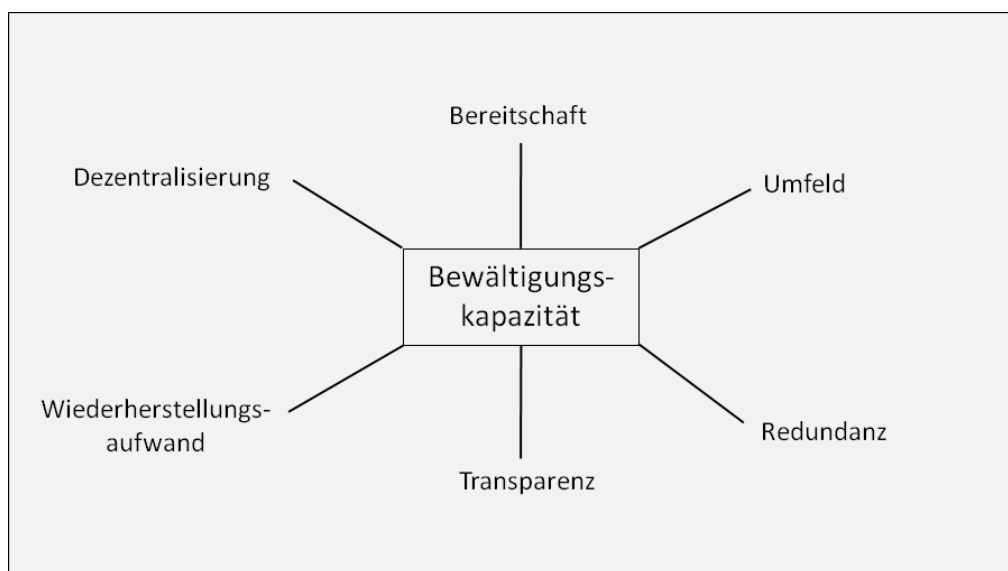 Bereitschaft
Dezentralisierung
Umfeld
Bewältigungs-
kapazität
Wiederherstellungs-
aufwand
Redundanz
Transparenz